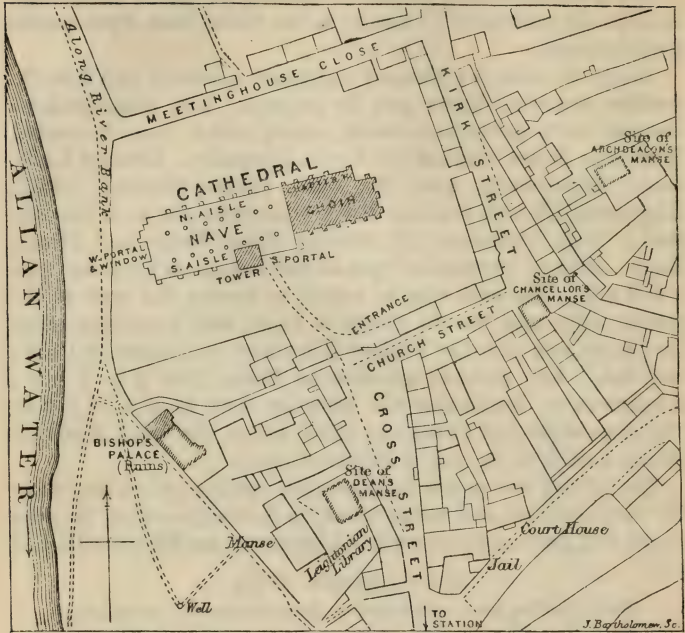 Along River Bank
MEETINGHOUSE CLOSE
KIRK STREET
Site of
ARCHDEACONS
MANSE
ALLAN WATER
CATHEDRAL
CHAPTER H.
CHOIR
N. AISLE
NAVE
S. AISLE
W. PORTAL
& WINDOW
TOWER
S. PORTAL
ENTRANCE
Site of
CHANCELLORS
MANSE
CHURCH STREET
CROSS STREET
BISHOPS
PALACE
(Ruins)
Site of
DEANS
MANSE
Manse
Leightonian
Library
Court House
Jail
Well
TO
STATION
J. Bartholomew. Sc.